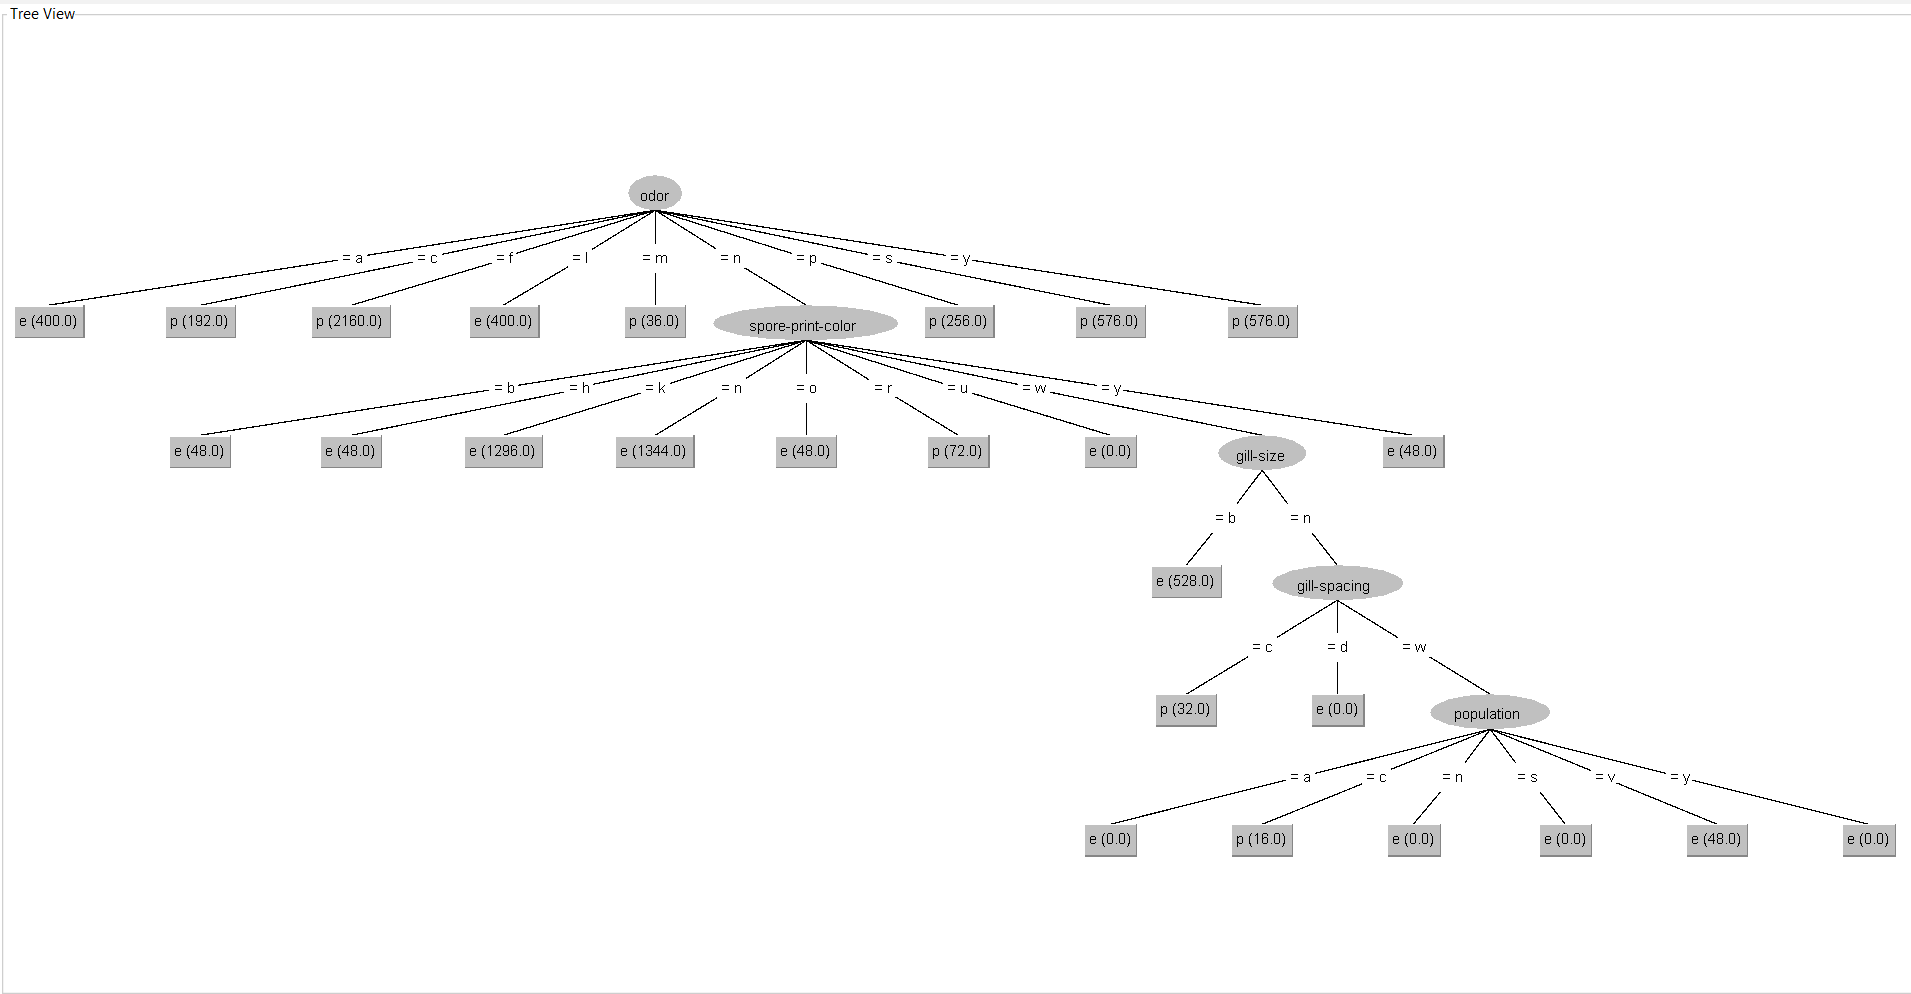 Tree View
odor
= a = c = f = l = m = n = p = s = y
e (400.0) p (192.0) p (2160.0) e (400.0) p (36.0) spore-print-color p (256.0) p (576.0) p (576.0)
= b = h = k = n = o = r = u = w = y
e (48.0) e (48.0) e (1296.0) e (1344.0) e (48.0) p (72.0) e (0.0) gill-size e (48.0)
= b = n
e (528.0) gill-spacing
= c = d = w
p (32.0) e (0.0) population
= a = c = n = s = v = y
e (0.0) p (16.0) e (0.0) e (0.0) e (48.0) e (0.0)